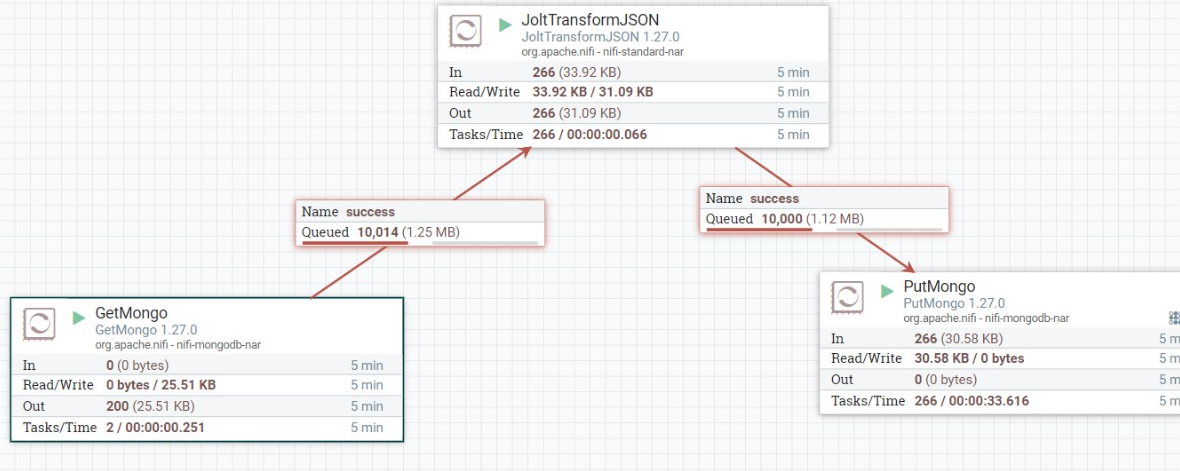 JoltTransformJSON
JoltTransformJSON 1.27.0
org.apache.nifi - nifi-standard-nar
In 266 (33.92 KB) 5 min
Read/Write 33.92 KB / 31.09 KB 5 min
Out 266 (31.09 KB) 5 min
Tasks/Time 266 / 00:00:00.066 5 min
Name success
Queued 10,014 (1.25 MB)
Name success
Queued 10,000 (1.12 MB)
GetMongo
GetMongo 1.27.0
org.apache.nifi - nifi-mongodb-nar
In 0 (0 bytes) 5 min
Read/Write 0 bytes / 25.51 KB 5 min
Out 200 (25.51 KB) 5 min
Tasks/Time 2 / 00:00:00.251 5 min
PutMongo
PutMongo 1.27.0
org.apache.nifi - nifi-mongodb-nar
In 266 (30.58 KB) 5 m
Read/Write 30.58 KB / 0 bytes 5 m
Out 0 (0 bytes) 5 m
Tasks/Time 266 / 00:00:33.616 5 m